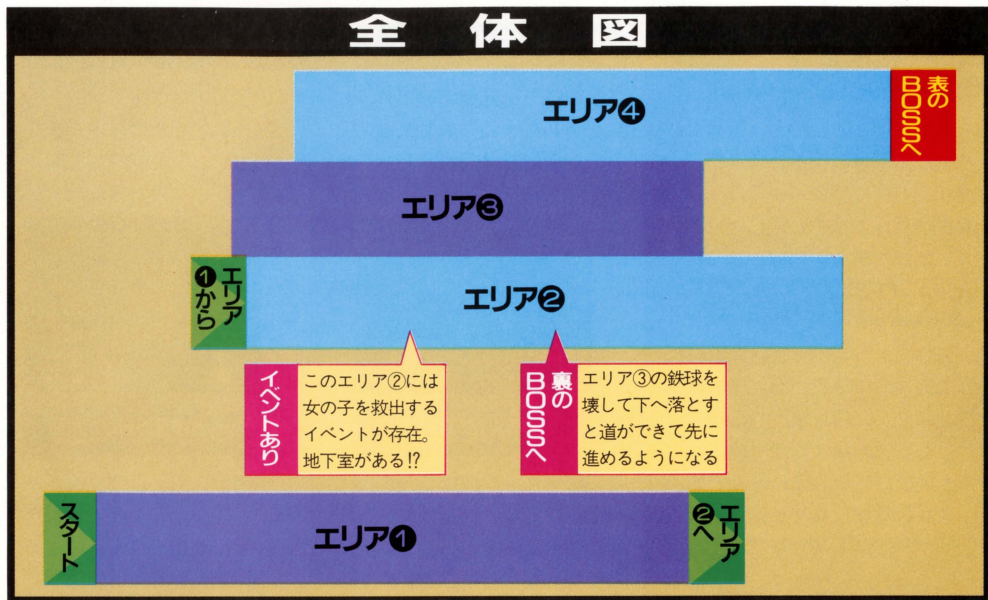 全体図
エリア❹
表の
BOSSへ
エリア❸
エリア
❶から
エリア❷
イベントあり
このエリア②には
女の子を救出する
イベントが存在。
地下室がある!?
裏の
BOSSへ
エリア③の鉄球を
壊して下へ落とす
と道ができて先に
進めるようになる
スタート
エリア❶
エリア
❷へ